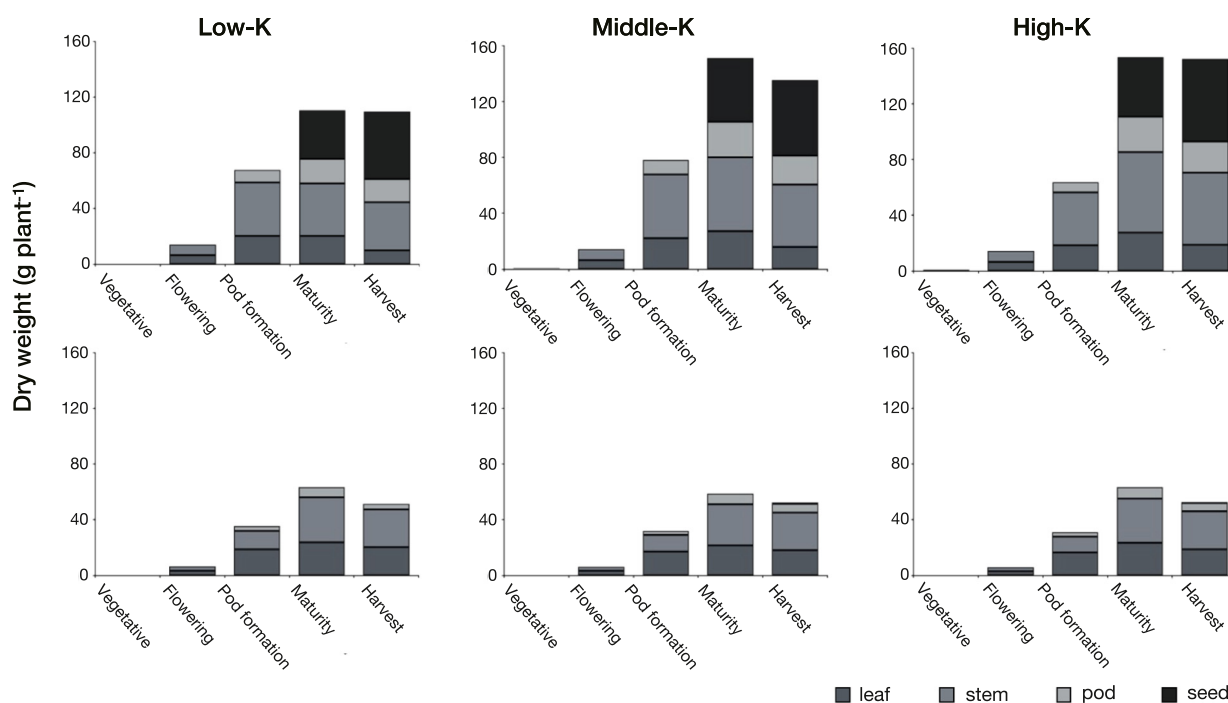 Low-K
Middle-K
High-K
Dry weight (g plant-1)
160
120
80
40
0
Vegetative
Flowering
Pod formation
Maturity
Harvest
160
120
80
40
0
Vegetative
Flowering
Pod formation
Maturity
Harvest
160
120
80
40
0
Vegetative
Flowering
Pod formation
Maturity
Harvest
160
120
80
40
0
Vegetative
Flowering
Pod formation
Maturity
Harvest
160
120
80
40
0
Vegetative
Flowering
Pod formation
Maturity
Harvest
160
120
80
40
0
Vegetative
Flowering
Pod formation
Maturity
Harvest
leaf stem pod seed